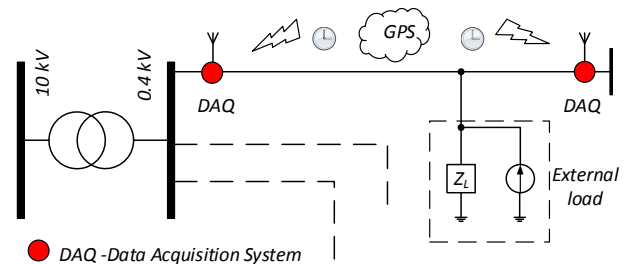 10 kV
0.4 kV
GPS
DAQ
DAQ
Z_L
External
load
DAQ -Data Acquisition System